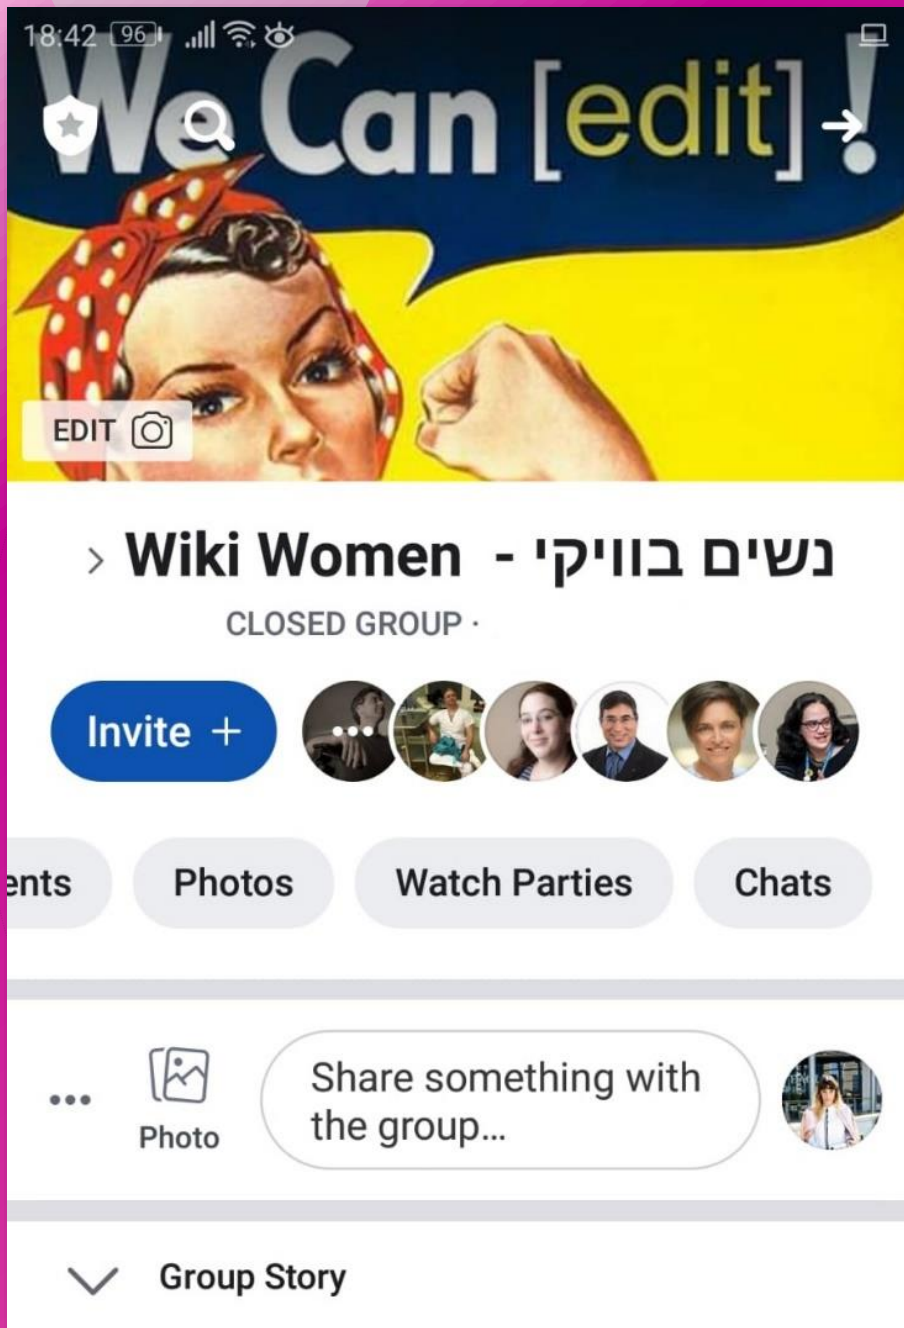 18:42 96
We Can [edit]!
EDIT
נשים בוויקי - Wiki Women >
CLOSED GROUP ·
Invite +
ents
Photos
Watch Parties
Chats
Photo
Share something with
the group...
Group Story